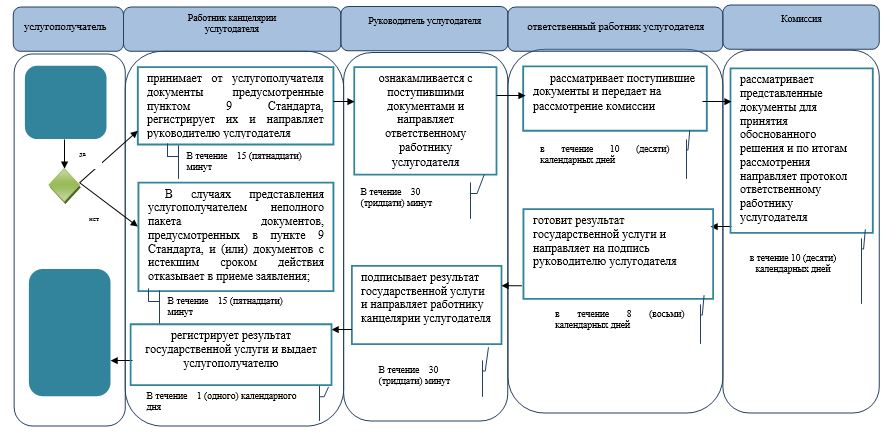 услугополучатель
Работник канцелярии
услугодателя
Руководитель услугодателя
ответственный работник услугодателя
Комиссия
да
нет
принимает от услугополучателя
документы предусмотренные
пунктом 9 Стандарта,
регистрирует их и направляет
руководителю услугодателя
В течение 15 (пятнадцати)
минут
В случаях представления
услугополучателем неполного
пакета документов,
предусмотренных в пункте 9
Стандарта, и (или) документов с
истекшим сроком действия
отказывает в приеме заявления;
В течение 15 (пятнадцати)
минут
регистрирует результат
государственной услуги и выдает
услугополучателю
В течение 1 (одного) календарного
дня
ознакамливается с
поступившими
документами и
направляет
ответственному
работнику
услугодателя
В течение 30
(тридцати) минут
подписывает результат
государственной услуги
и направляет работнику
канцелярии услугодателя
В течение 30
(тридцати) минут
рассматривает поступившие
документы и передает на
рассмотрение комиссии
в течение 10 (десяти)
календарных дней
готовит результат
государственной услуги и
направляет на подпись
руководителю услугодателя
в течение 8 (восьми)
календарных дней
рассматривает
представленные
документы для
принятия
обоснованного
решения и по итогам
рассмотрения
направляет протокол
ответственному
работнику
услугодателя
в течение 10 (десяти)
календарных дней